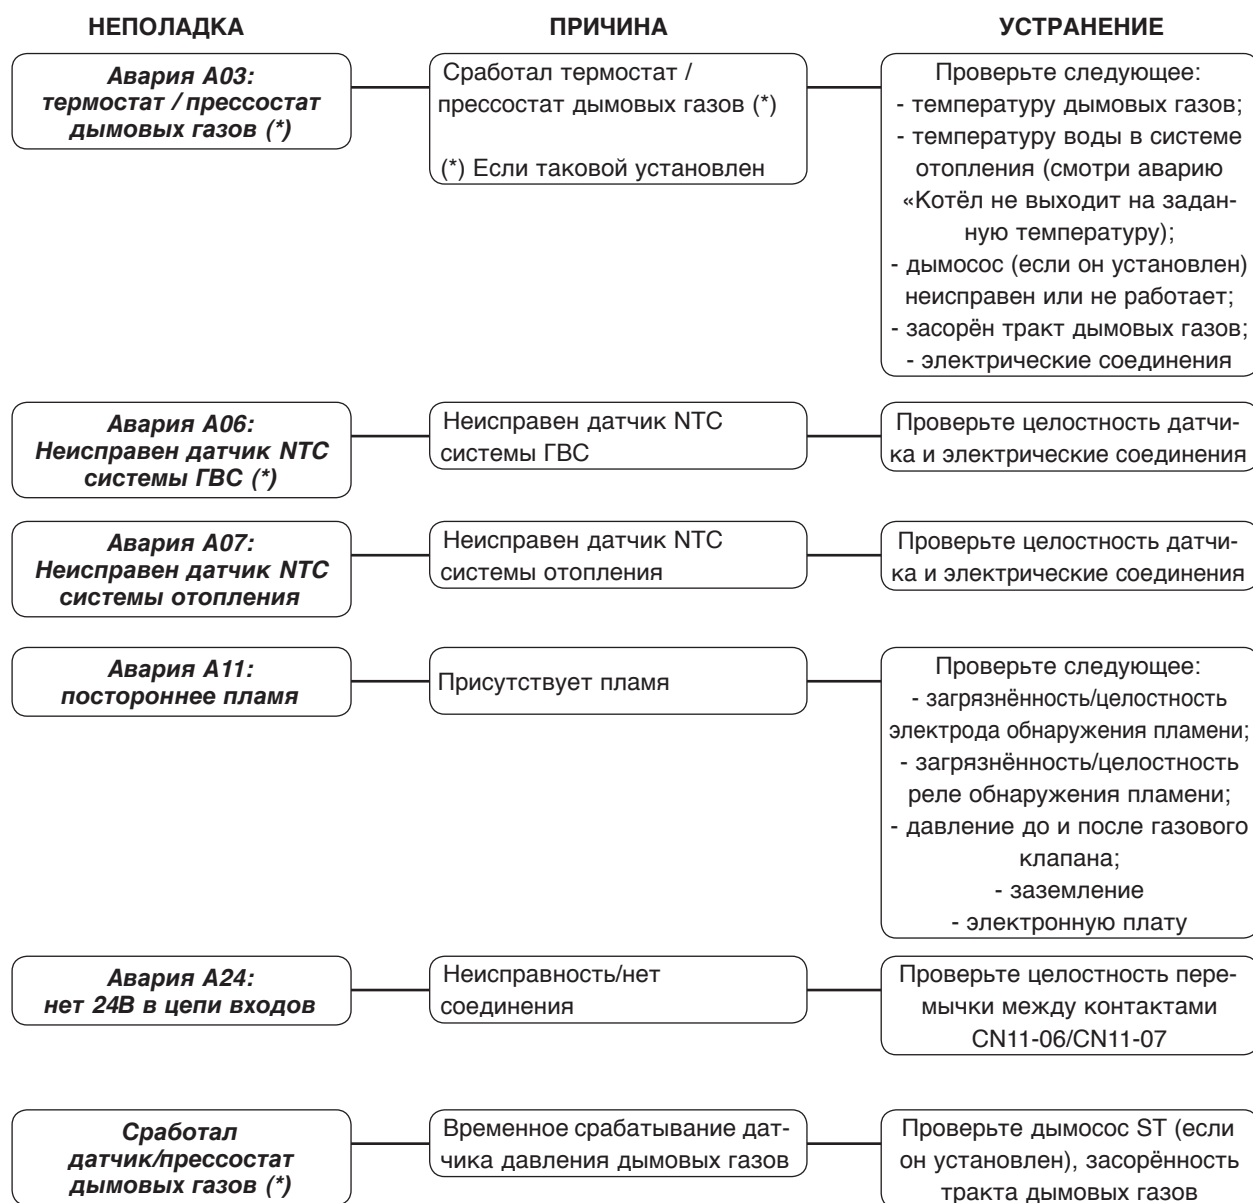 НЕПОЛАДКА
ПРИЧИНА
УСТРАНЕНИЕ
Авария А03:
термостат / прессостат
дымовых газов (*)
Сработал термостат /
прессостат дымовых газов (*)
(*) Если таковой установлен
Проверьте следующее:
- температуру дымовых газов;
- температуру воды в системе
отопления (смотри аварию
«Котёл не выходит на задан-
ную температуру);
- дымосос (если он установлен)
неисправен или не работает;
- засорён тракт дымовых газов;
- электрические соединения
Авария А06:
Неисправен датчик NTC
системы ГВС (*)
Неисправен датчик NTC
системы ГВС
Проверьте целостность датчи-
ка и электрические соединения
Авария А07:
Неисправен датчик NTC
системы отопления
Неисправен датчик NTC
системы отопления
Проверьте целостность датчи-
ка и электрические соединения
Авария А11:
постороннее пламя
Присутствует пламя
Проверьте следующее:
- загрязнённость/целостность
электрода обнаружения пламени;
- загрязнённость/целостность
реле обнаружения пламени;
- давление до и после газового
клапана;
- заземление
- электронную плату
Авария А24:
нет 24В в цепи входов
Неисправность/нет
соединения
Проверьте целостность пере-
мычки между контактами
CN11-06/CN11-07
Сработал
датчик/прессостат
дымовых газов (*)
Временное срабатывание дат-
чика давления дымовых газов
Проверьте дымосос ST (если
он установлен), засорённость
тракта дымовых газов